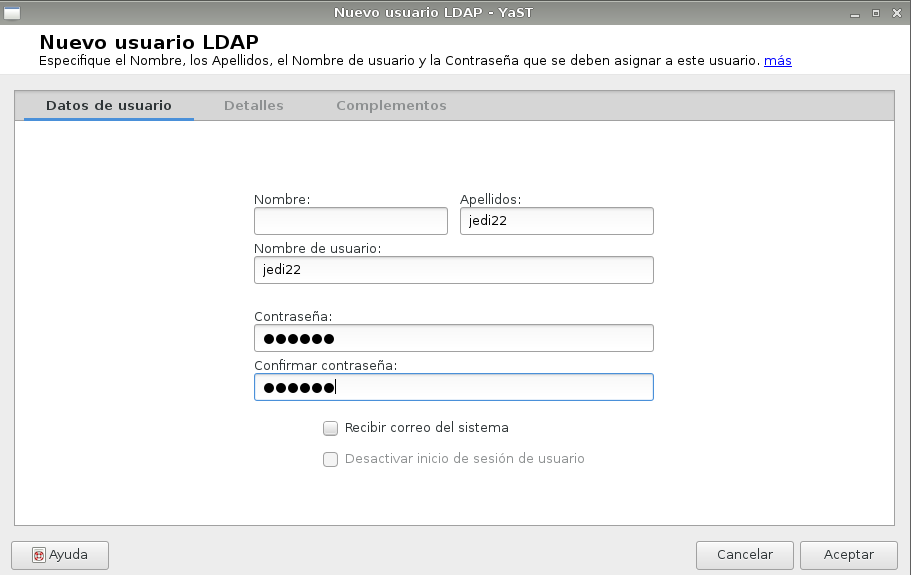 Nuevo usuario LDAP - YaST
Nuevo usuario LDAP
Especifique el Nombre, los Apellidos, el Nombre de usuario y la Contraseña que se deben asignar a este usuario. más
Datos de usuario Detalles Complementos
Nombre: Apellidos:
jedi22
Nombre de usuario:
jedi22
Contraseña:
●●●●●●
Confirmar contraseña:
●●●●●●
Recibir correo del sistema
Desactivar inicio de sesión de usuario
Ayuda Cancelar Aceptar